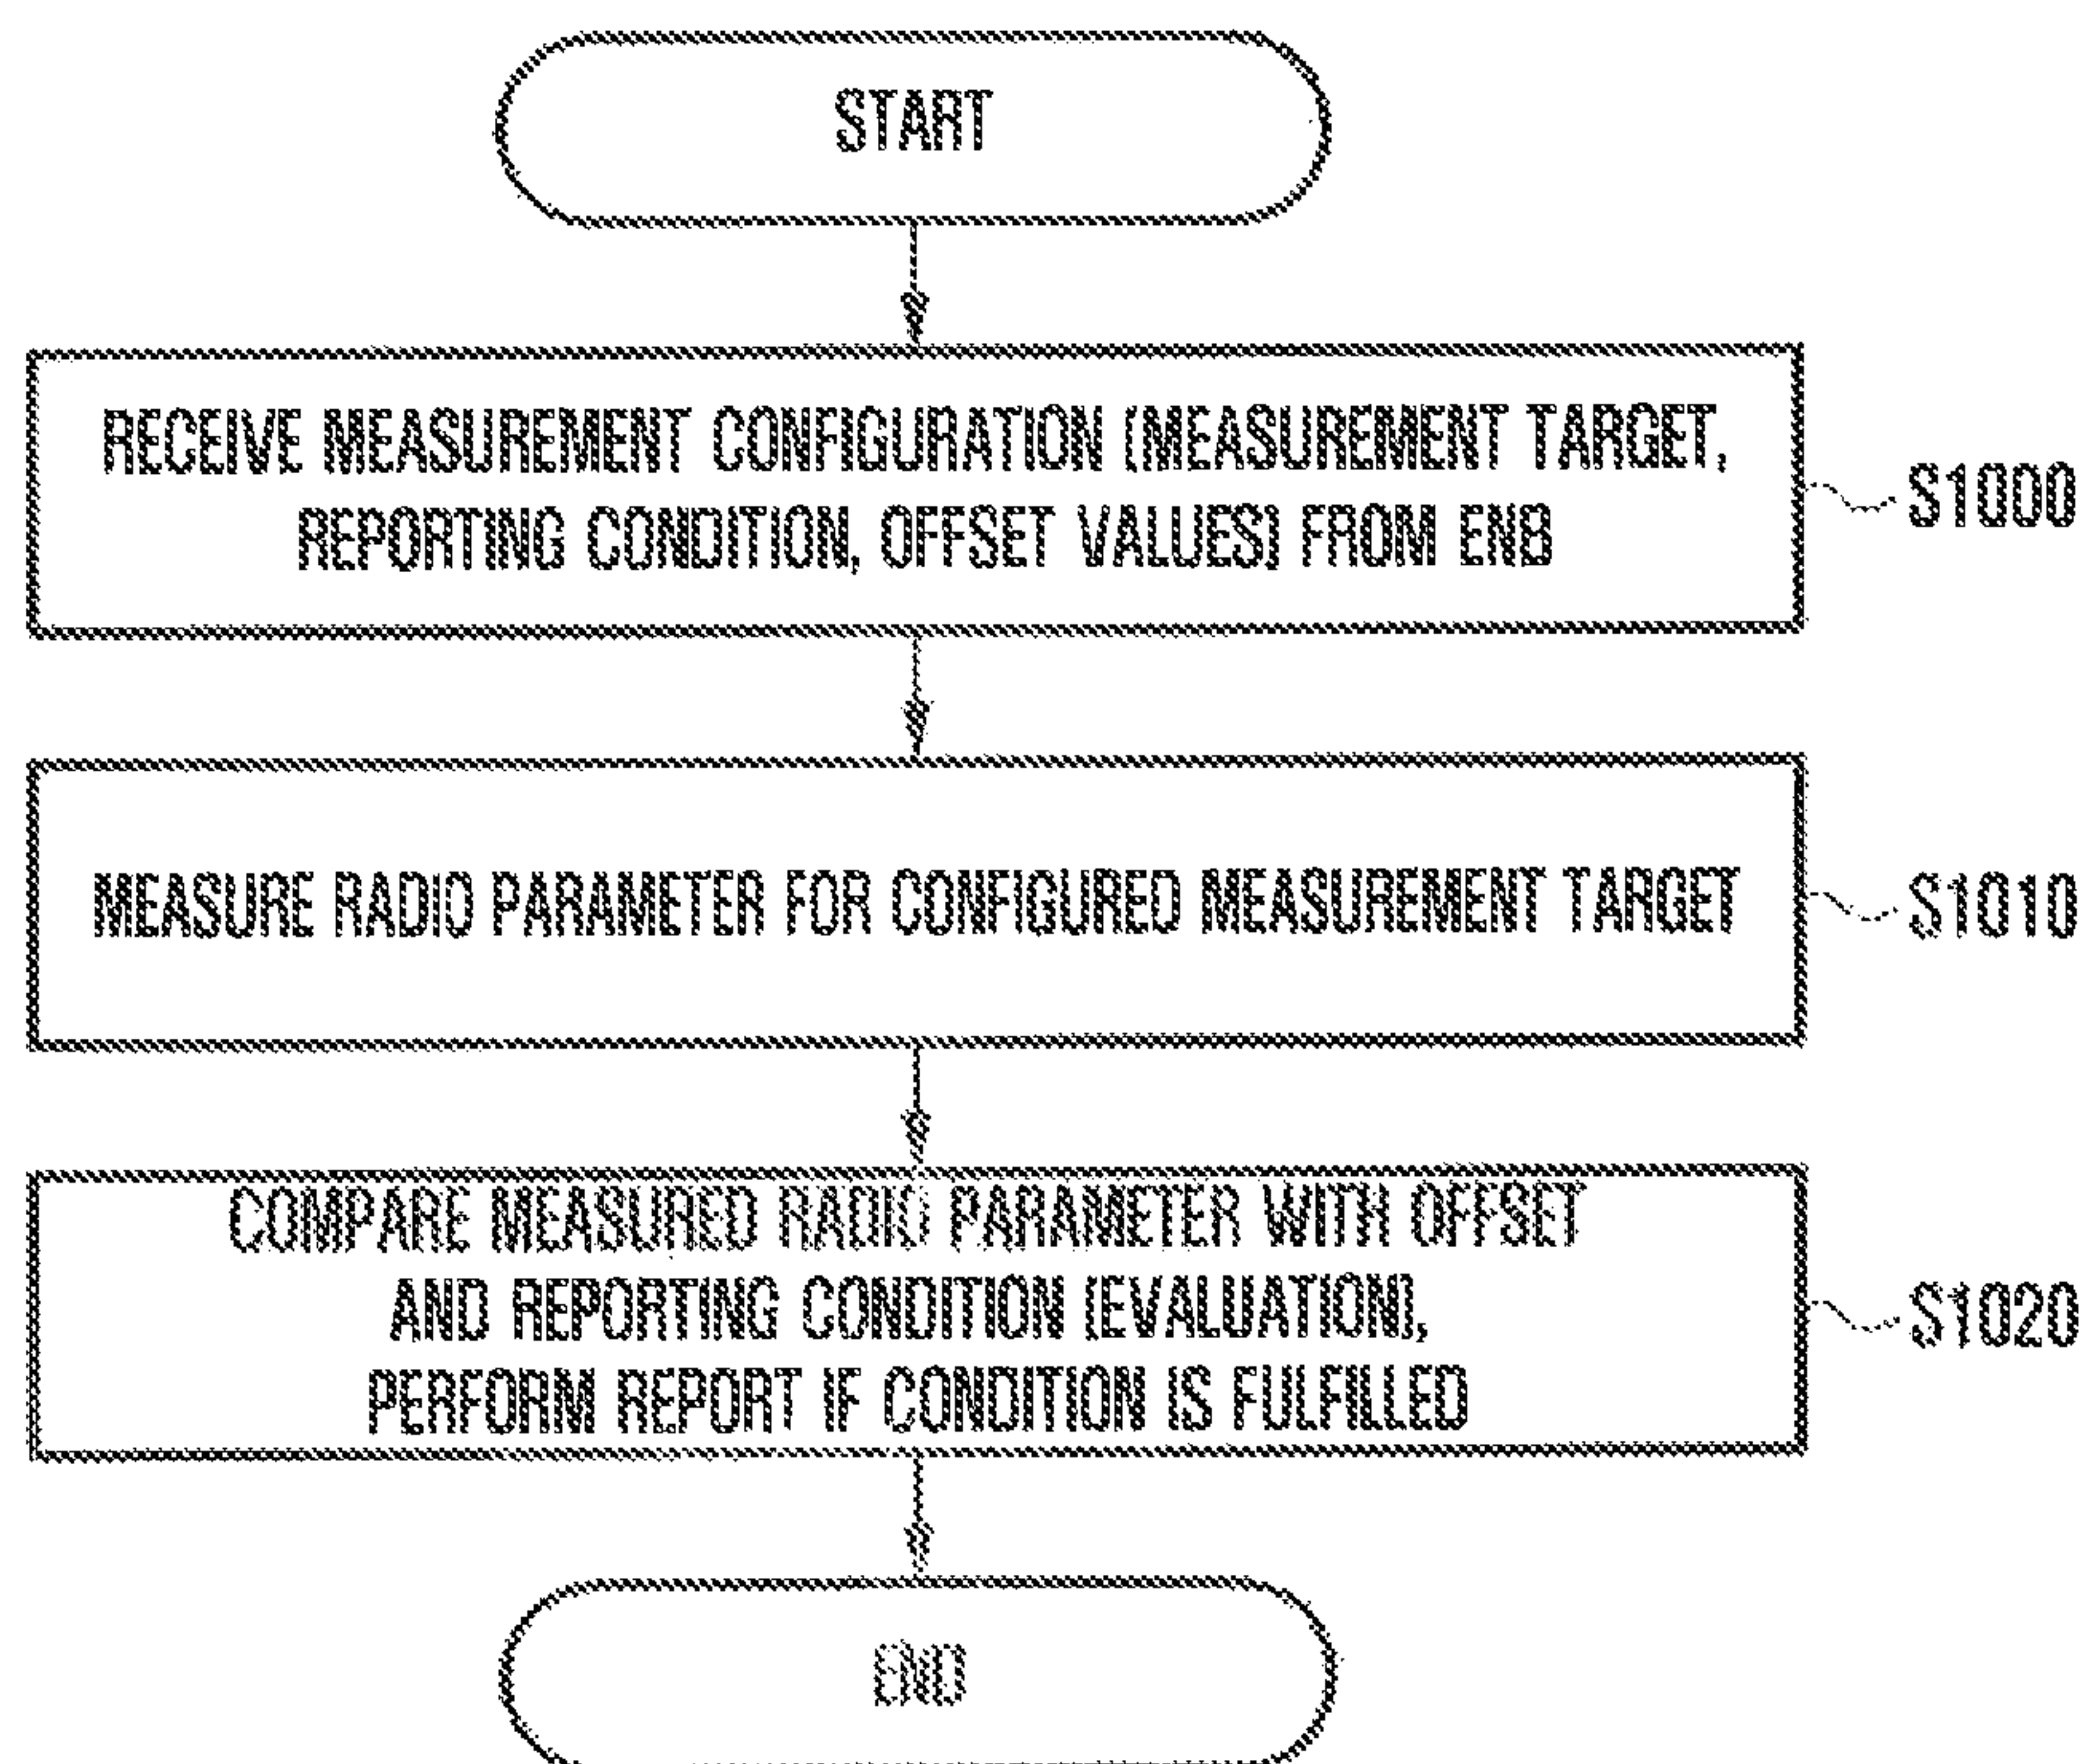 START
RECEIVE MEASUREMENT CONFIGURATION (MEASUREMENT TARGET,
REPORTING CONDITION, OFFSET VALUES) FROM ENB
S1000
MEASURE RADIO PARAMETER FOR CONFIGURED MEASUREMENT TARGET
S1010
COMPARE MEASURED RADIO PARAMETER WITH OFFSET
AND REPORTING CONDITION (EVALUATION),
PERFORM REPORT IF CONDITION IS FULFILLED
S1020
END